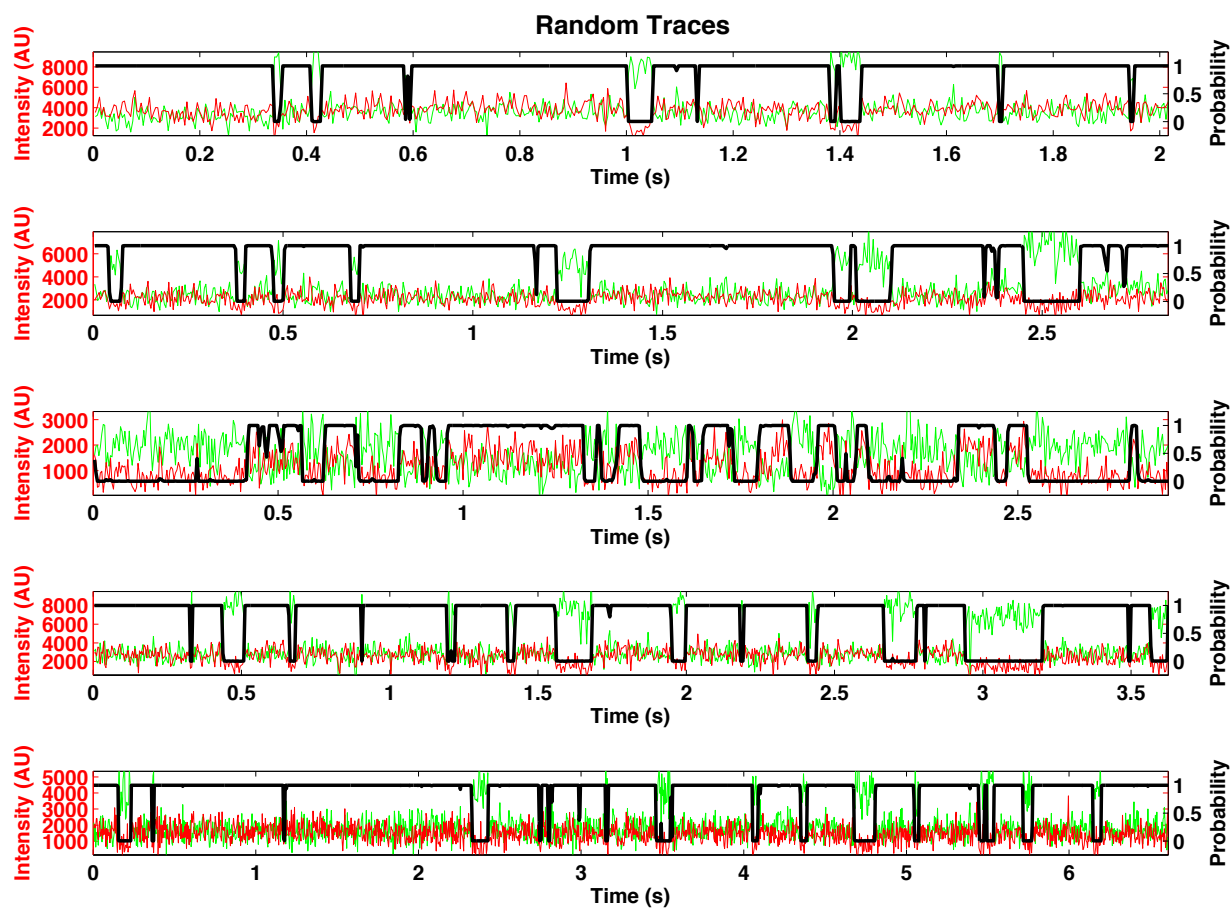 Random Traces
Intensity (AU)
8000
6000
4000
2000
1
0.5
0
Probability
0 0.2 0.4 0.6 0.8 1 1.2 1.4 1.6 1.8 2
Time (s)
Intensity (AU)
6000
4000
2000
1
0.5
0
Probability
0 0.5 1 1.5 2 2.5
Time (s)
Intensity (AU)
3000
2000
1000
1
0.5
0
Probability
0 0.5 1 1.5 2 2.5
Time (s)
Intensity (AU)
8000
6000
4000
2000
1
0.5
0
Probability
0 0.5 1 1.5 2 2.5 3 3.5
Time (s)
Intensity (AU)
5000
4000
3000
2000
1000
1
0.5
0
Probability
0 1 2 3 4 5 6
Time (s)